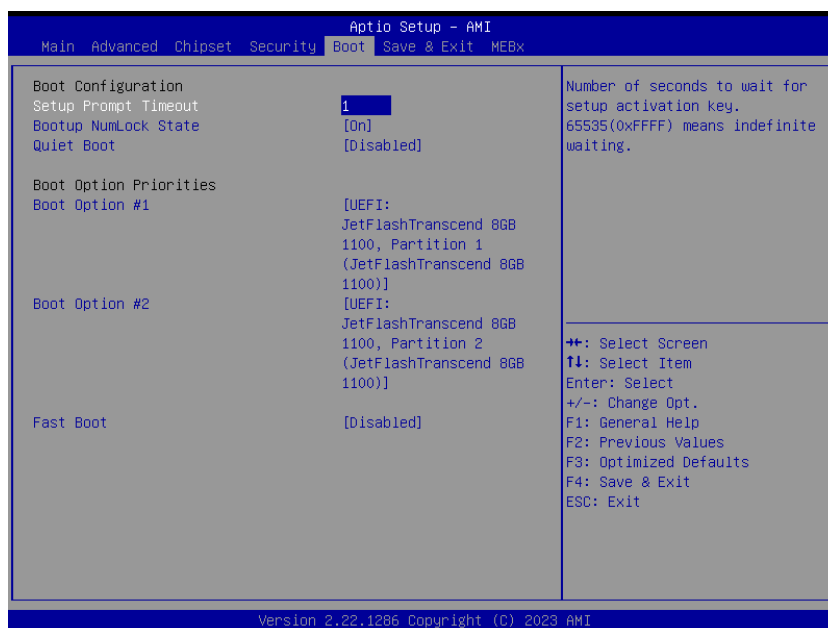 Aptio Setup – AMI
Main Advanced Chipset Security Boot Save & Exit MEBx
Boot Configuration
Setup Prompt Timeout 1
Bootup NumLock State [On]
Quiet Boot [Disabled]
Boot Option Priorities
Boot Option #1 [UEFI:
JetFlashTranscend 8GB
1100, Partition 1
(JetFlashTranscend 8GB
1100)]
Boot Option #2 [UEFI:
JetFlashTranscend 8GB
1100, Partition 2
(JetFlashTranscend 8GB
1100)]
Fast Boot [Disabled]
Number of seconds to wait for
setup activation key.
65535(0xFFFF) means indefinite
waiting.
→←: Select Screen
↑↓: Select Item
Enter: Select
+/-: Change Opt.
F1: General Help
F2: Previous Values
F3: Optimized Defaults
F4: Save & Exit
ESC: Exit
Version 2.22.1286 Copyright (C) 2023 AMI